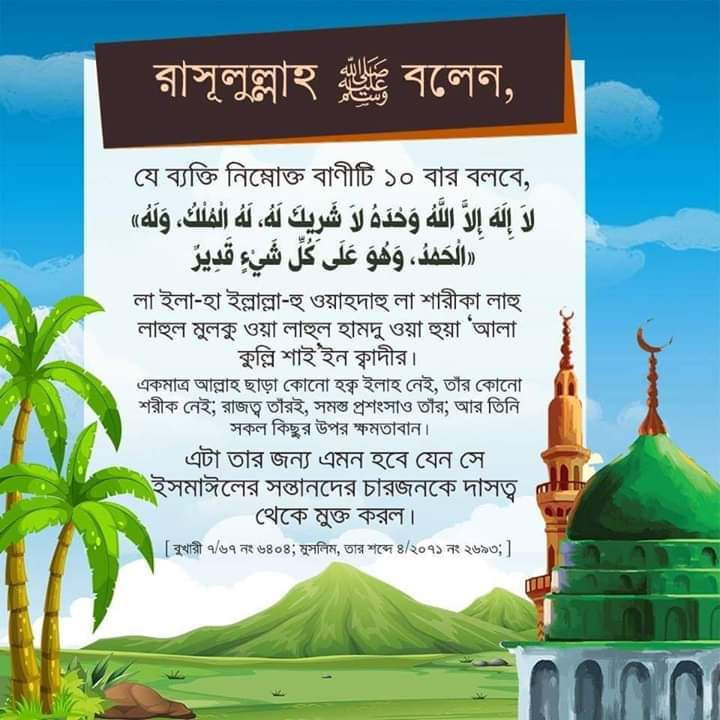 রাসূলুল্লাহ ﷺ বলেন,
যে ব্যক্তি নিম্নোক্ত বাণীটি ১০ বার বলবে,
«لاَ إِلَهَ إِلاَّ اللَّهُ وَحْدَهُ لاَ شَرِيكَ لَهُ، لَهُ الْمُلْكُ، وَلَهُ
الْحَمْدُ، وَهُوَ عَلَى كُلِّ شَيْءٍ قَدِيرٌ»
লা ইলা-হা ইল্লাল্লা-হু ওয়াহদাহু লা শারীকা লাহু
লাহুল মুলকু ওয়া লাহুল হামদু ওয়া হুয়া ‘আলা
কুল্লি শাই’ইন ক্বাদীর।
একমাত্র আল্লাহ ছাড়া কোনো হক্ব ইলাহ নেই, তাঁর কোনো
শরীক নেই; রাজত্ব তাঁরই, সমস্ত প্রশংসাও তাঁর; আর তিনি
সকল কিছুর উপর ক্ষমতাবান।
এটা তার জন্য এমন হবে যেন সে
ইসমাঈলের সন্তানদের চারজনকে দাসত্ব
থেকে মুক্ত করল।
[ বুখারী ৭/৬৭ নং ৬৪০৪; মুসলিম, তার শব্দে ৪/২০৭১ নং ২৬৯৩; ]